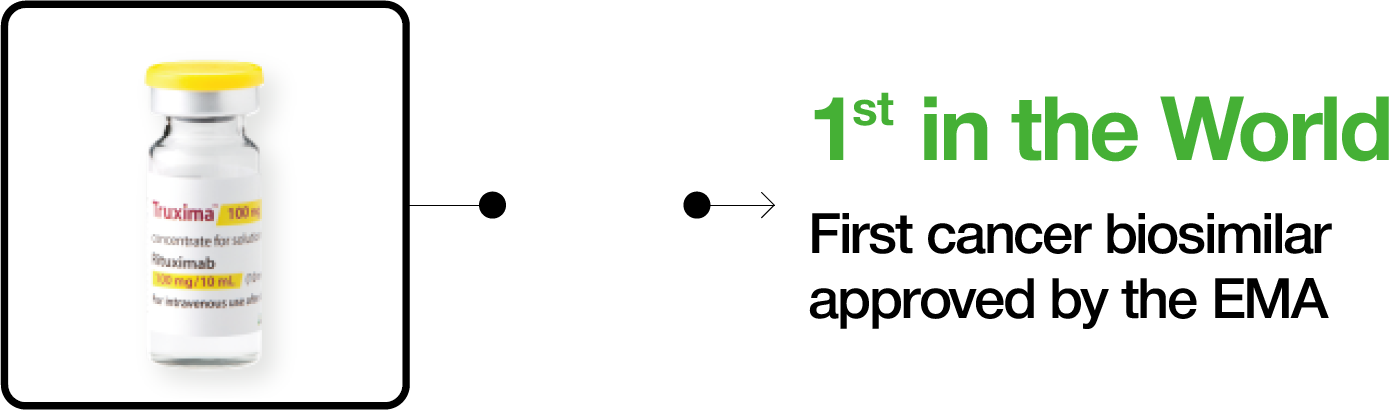 Truxima™ 100 mg
concentrate for solution
Rituximab
100 mg/10 mL
for intravenous use after
1st in the World
First cancer biosimilar
approved by the EMA